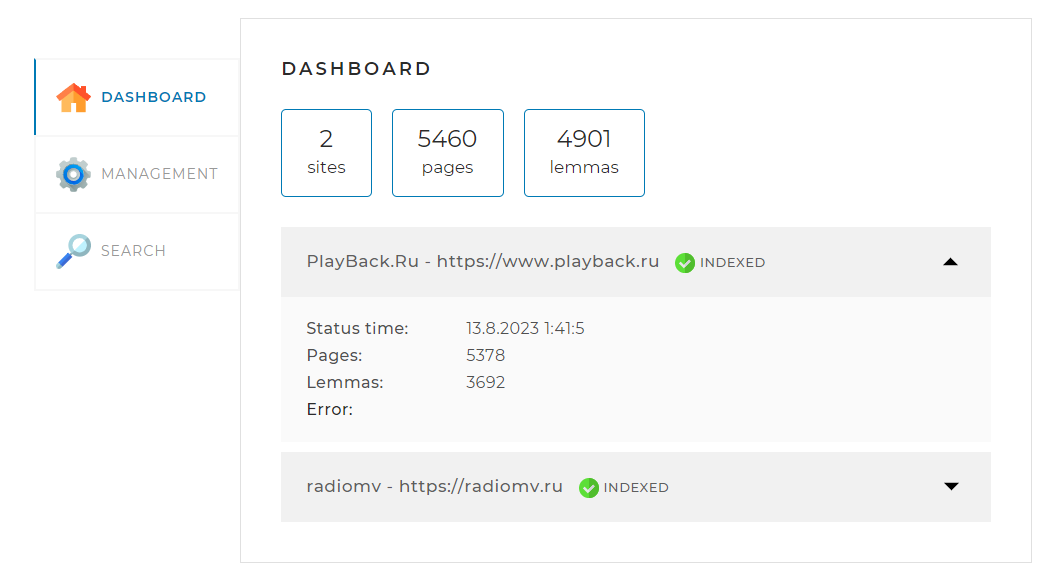 DASHBOARD
MANAGEMENT
SEARCH
DASHBOARD
2 sites
5460 pages
4901 lemmas
PlayBack.Ru - https://www.playback.ru INDEXED
Status time: 13.8.2023 1:41:5
Pages: 5378
Lemmas: 3692
Error:
radiomv - https://radiomv.ru INDEXED